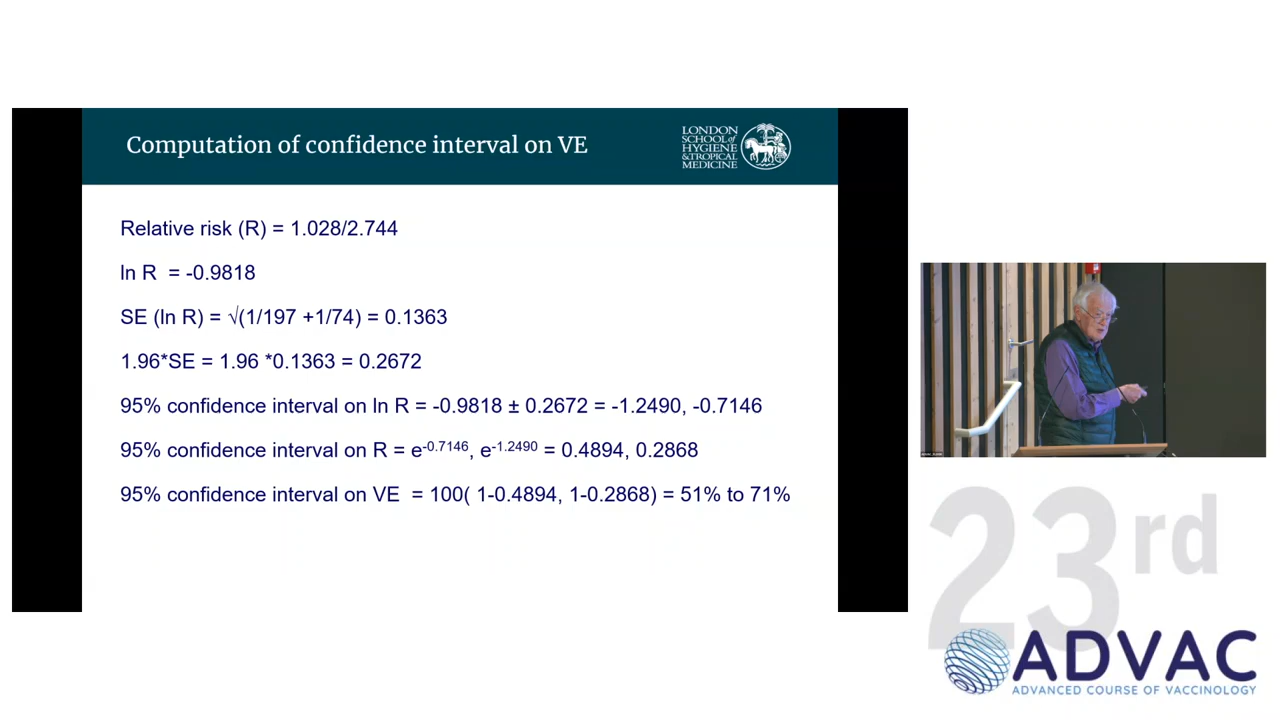 Computation of confidence interval on VE
LONDON
SCHOOL of
HYGIENE
& TROPICAL
MEDICINE
Relative risk (R) = 1.028/2.744
ln R = -0.9818
SE (ln R) = √(1/197 +1/74) = 0.1363
1.96*SE = 1.96 *0.1363 = 0.2672
95% confidence interval on ln R = -0.9818 ± 0.2672 = -1.2490, -0.7146
95% confidence interval on R = e-0.7146, e-1.2490 = 0.4894, 0.2868
95% confidence interval on VE = 100( 1-0.4894, 1-0.2868) = 51% to 71%
23rd
ADVAC
ADVANCED COURSE OF VACCINOLOGY